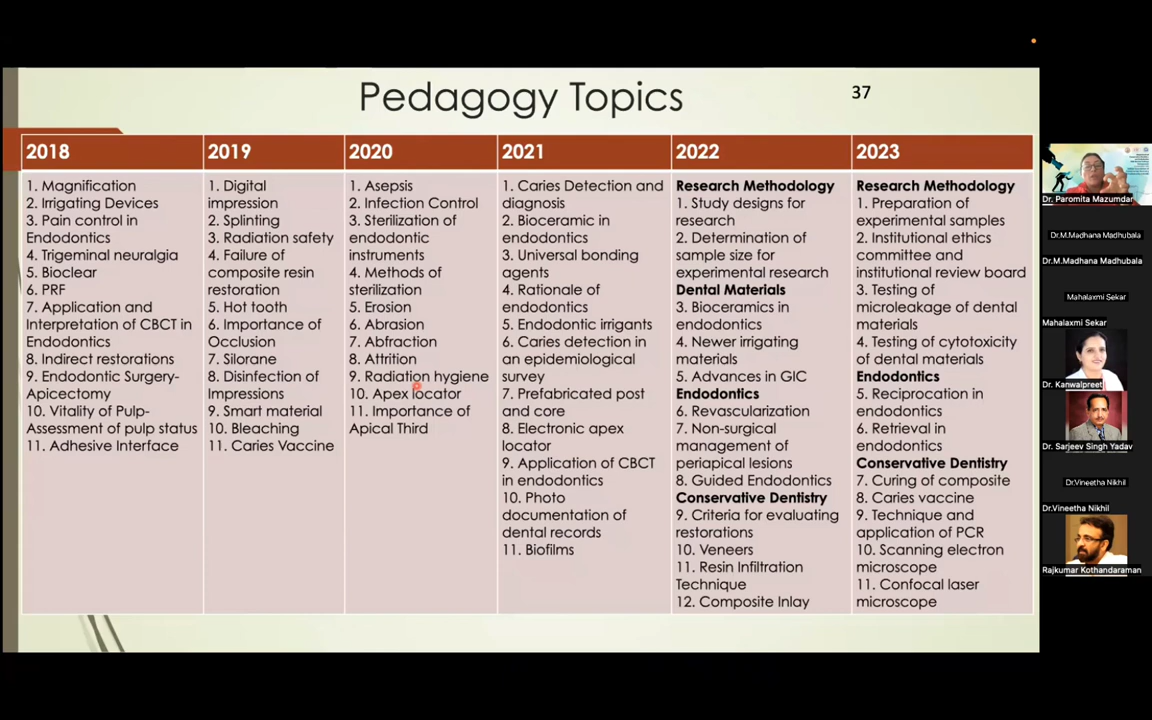 Pedagogy Topics
37
2018
1. Magnification
2. Irrigating Devices
3. Pain control in
Endodontics
4. Trigeminal neuralgia
5. Bioclear
6. PRF
7. Application and
Interpretation of CBCT in
Endodontics
8. Indirect restorations
9. Endodontic Surgery-
Apicectomy
10. Vitality of Pulp-
Assessment of pulp status
11. Adhesive Interface
2019
1. Digital
impression
2. Splinting
3. Radiation safety
4. Failure of
composite resin
restoration
5. Hot tooth
6. Importance of
Occlusion
7. Silorane
8. Disinfection of
Impressions
9. Smart material
10. Bleaching
11. Caries Vaccine
2020
1. Asepsis
2. Infection Control
3. Sterilization of
endodontic
instruments
4. Methods of
sterilization
5. Erosion
6. Abrasion
7. Abfraction
8. Attrition
9. Radiation hygiene
10. Apex locator
11. Importance of
Apical Third
2021
1. Caries Detection and
diagnosis
2. Bioceramic in
endodontics
3. Universal bonding
agents
4. Rationale of
endodontics
5. Endodontic irrigants
6. Caries detection in
an epidemiological
survey
7. Prefabricated post
and core
8. Electronic apex
locator
9. Application of CBCT
in endodontics
10. Photo
documentation of
dental records
11. Biofilms
2022
Research Methodology
1. Study designs for
research
2. Determination of
sample size for
experimental research
Dental Materials
3. Bioceramics in
endodontics
4. Newer irrigating
materials
5. Advances in GIC
Endodontics
6. Revascularization
7. Non-surgical
management of
periapical lesions
8. Guided Endodontics
Conservative Dentistry
9. Criteria for evaluating
restorations
10. Veneers
11. Resin Infiltration
Technique
12. Composite Inlay
2023
Research Methodology
1. Preparation of
experimental samples
2. Institutional ethics
committee and
institutional review board
3. Testing of
microleakage of dental
materials
4. Testing of cytotoxicity
of dental materials
Endodontics
5. Reciprocation in
endodontics
6. Retrieval in
endodontics
Conservative Dentistry
7. Curing of composite
8. Caries vaccine
9. Technique and
application of PCR
10. Scanning electron
microscope
11. Confocal laser
microscope
Dr. Paromita Mazumdar
Dr.M.Madhana Madhubala
Dr.M.Madhana Madhubala
Mahalaxmi Sekar
Mahalaxmi Sekar
Dr. Kanwalpreet
Dr. Sarjeev Singh Yadav
Dr.Vineetha Nikhil
Dr.Vineetha Nikhil
Rajkumar Kothandaraman